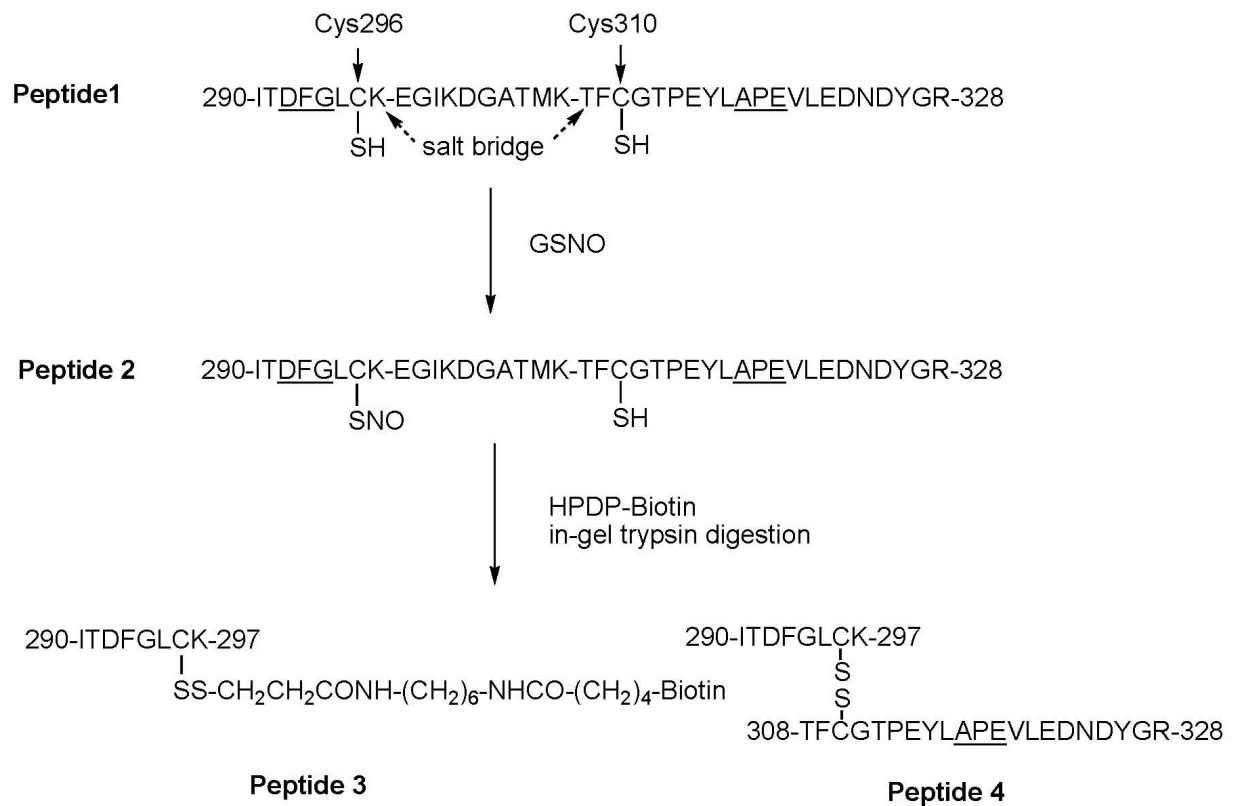 Cys296 Cys310
Peptide1 290-ITDFGLCK-EGIKDGATMK-TFCGTPEYLAPEVLEDNDYGR-328
SH salt bridge SH
GSNO
Peptide 2 290-ITDFGLCK-EGIKDGATMK-TFCGTPEYLAPEVLEDNDYGR-328
SNO SH
HPDP-Biotin
in-gel trypsin digestion
290-ITDFGLCK-297
SS-CH₂CH₂CONH-(CH₂)₆-NHCO-(CH₂)₄-Biotin
Peptide 3
290-ITDFGLCK-297
S
S
308-TFCGTPEYLAPEVLEDNDYGR-328
Peptide 4